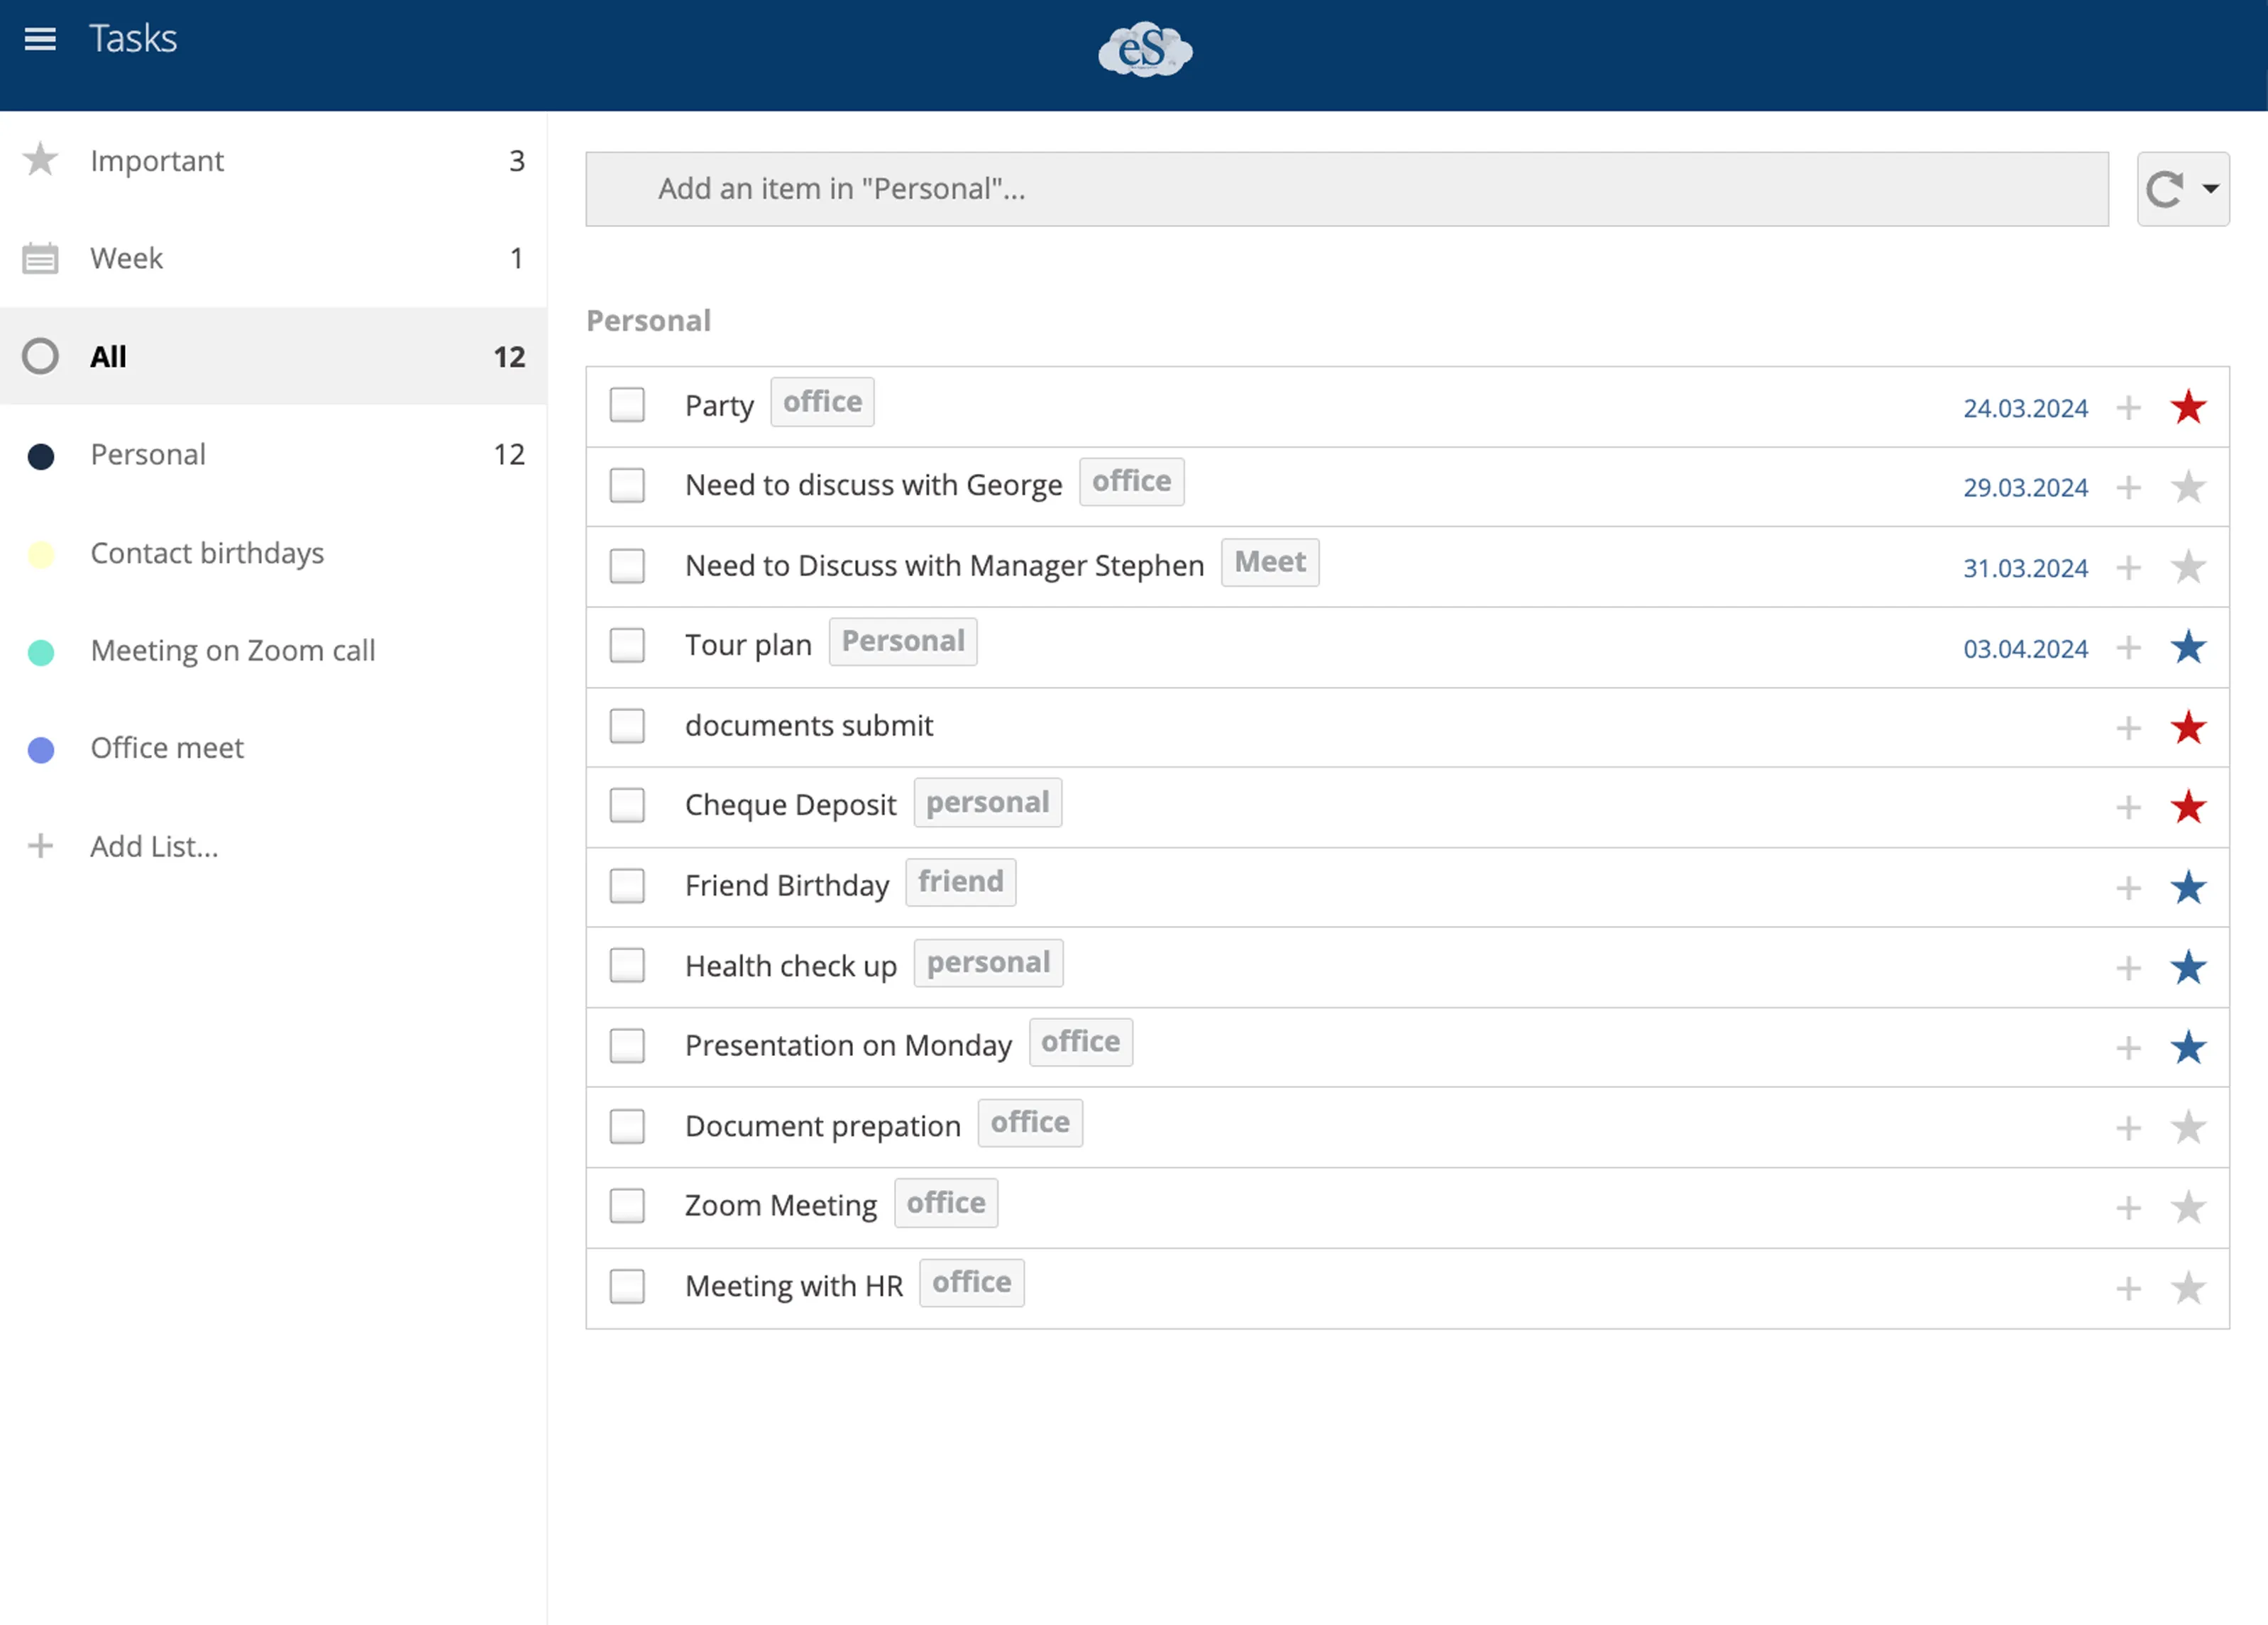 Tasks
eS
Important 3
Week 1
All 12
Personal 12
Contact birthdays
Meeting on Zoom call
Office meet
Add List...
Add an item in "Personal"...
Personal
Party office 24.03.2024
Need to discuss with George office 29.03.2024
Need to Discuss with Manager Stephen Meet 31.03.2024
Tour plan Personal 03.04.2024
documents submit
Cheque Deposit personal
Friend Birthday friend
Health check up personal
Presentation on Monday office
Document prepation office
Zoom Meeting office
Meeting with HR office